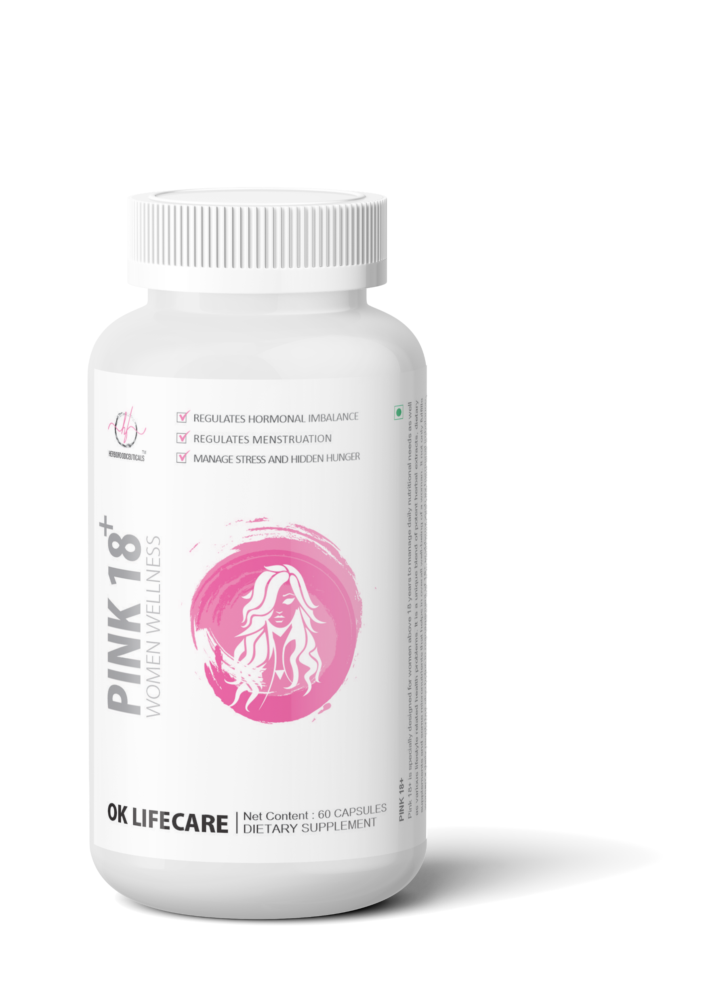 HERBOFOODCEUTICALS™
REGULATES HORMONAL IMBALANCE
REGULATES MENSTRUATION
MANAGE STRESS AND HIDDEN HUNGER
PINK 18+
WOMEN WELLNESS
OK LIFECARE
Net Content : 60 CAPSULES
DIETARY SUPPLEMENT
PINK 18+
Pink 18+ is specially designed for women above 18 years to manage daily nutritional needs as well
as various lifestyle related health problems. It is a unique blend of potent herbal extracts, dietary
supplements and some micronutrients that helps in overall well-being of a woman. It not only fulfills